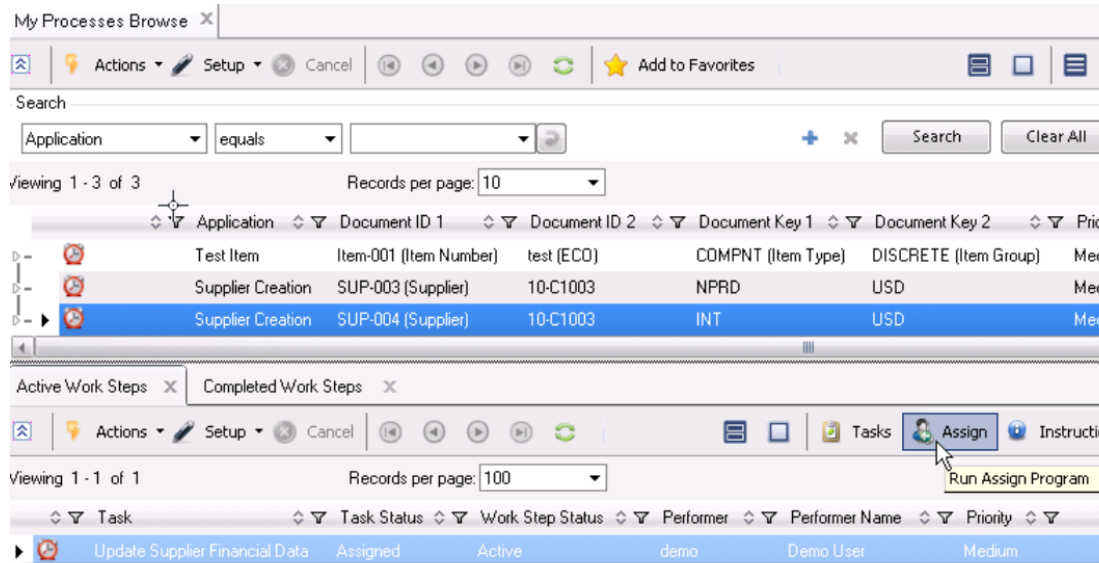 My Processes Browse
Actions Setup Cancel Add to Favorites
Search
Application equals Search Clear All
Viewing 1 - 3 of 3 Records per page: 10
Application Document ID 1 Document ID 2 Document Key 1 Document Key 2
Test Item Item-001 (Item Number) test (ECO) COMPNT (Item Type) DISCRETE (Item Group)
Supplier Creation SUP-003 (Supplier) 10-C1003 NPRD USD
Supplier Creation SUP-004 (Supplier) 10-C1003 INT USD
Active Work Steps Completed Work Steps
Actions Setup Cancel Tasks Assign
Run Assign Program
Viewing 1 - 1 of 1 Records per page: 100
Task Task Status Work Step Status Performer Performer Name Priority
Update Supplier Financial Data Assigned Active demo Demo User Medium